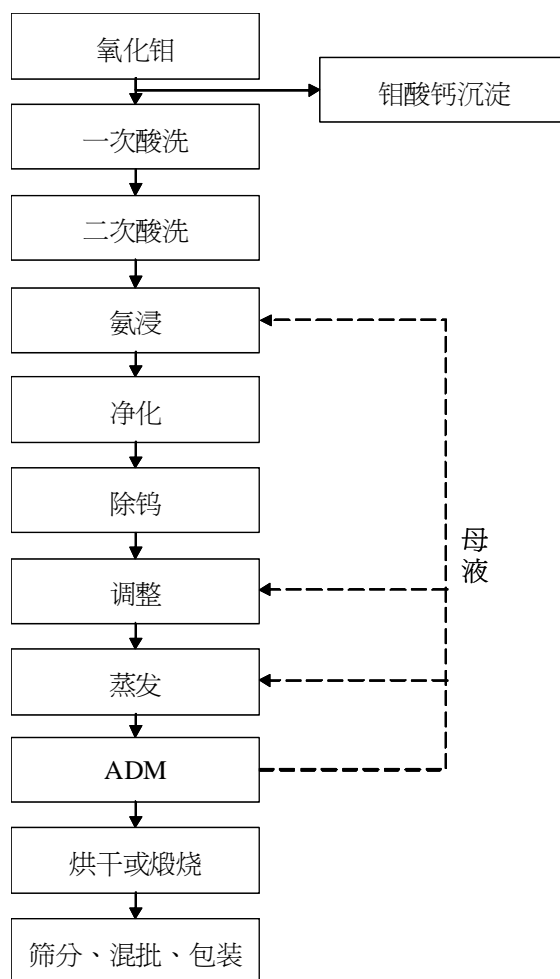 氧化钼
钼酸钙沉淀
一次酸洗
二次酸洗
氨浸
净化
除钨
母液
调整
蒸发
ADM
烘干或煅烧
筛分、混批、包装